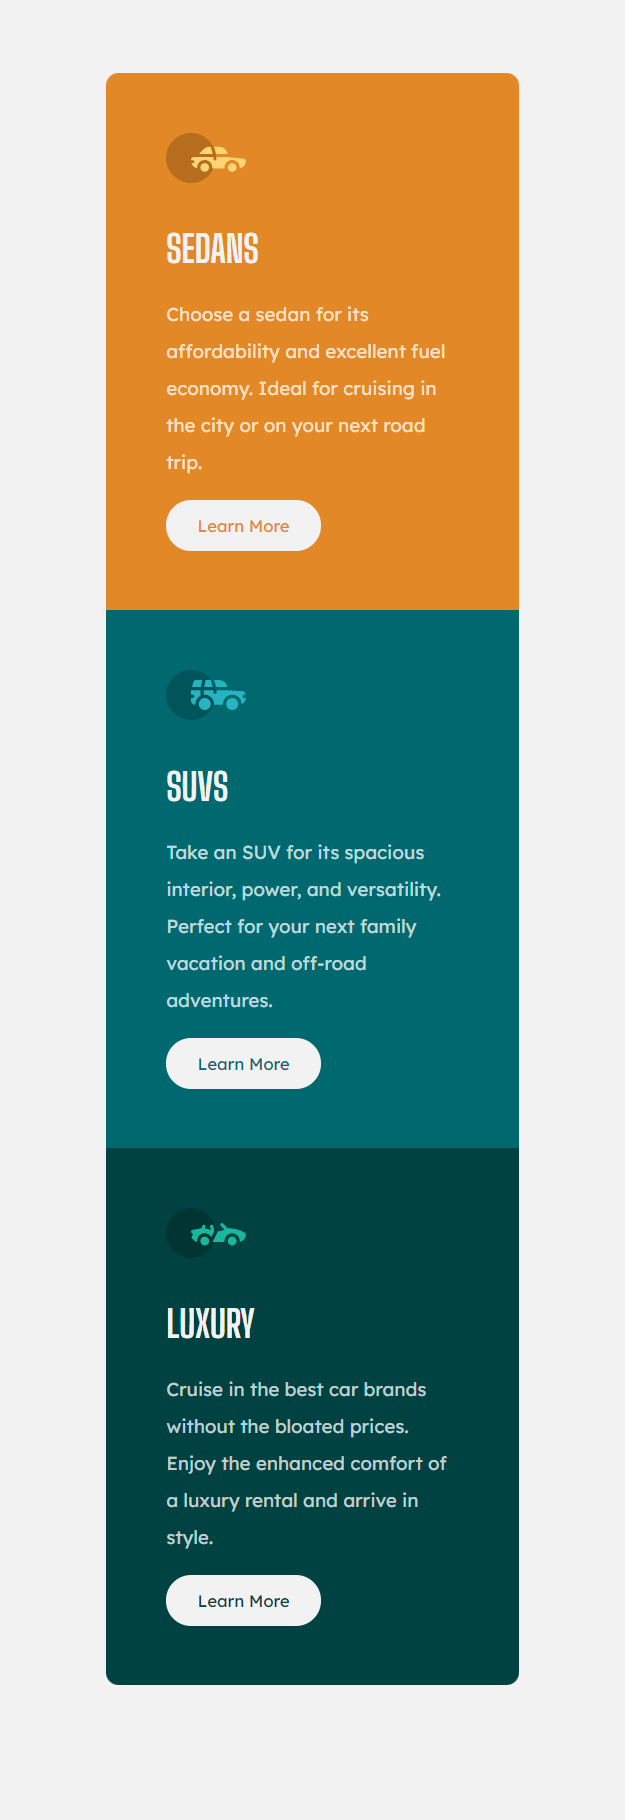 SEDANS
Choose a sedan for its
affordability and excellent fuel
economy. Ideal for cruising in
the city or on your next road
trip.
Learn More
SUVS
Take an SUV for its spacious
interior, power, and versatility.
Perfect for your next family
vacation and off-road
adventures.
Learn More
LUXURY
Cruise in the best car brands
without the bloated prices.
Enjoy the enhanced comfort of
a luxury rental and arrive in
style.
Learn More